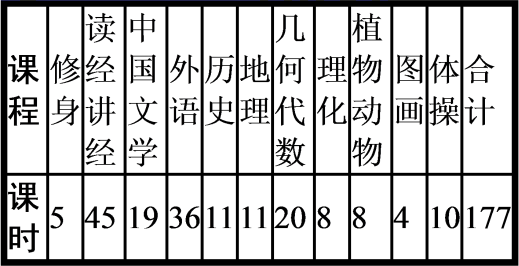 课程 修身 读经讲经 中国文学 外语 历史 地理 几何代数 理化 植物动物 图画 体操 合计
课时 5 45 19 36 11 11 20 8 8 4 10 177